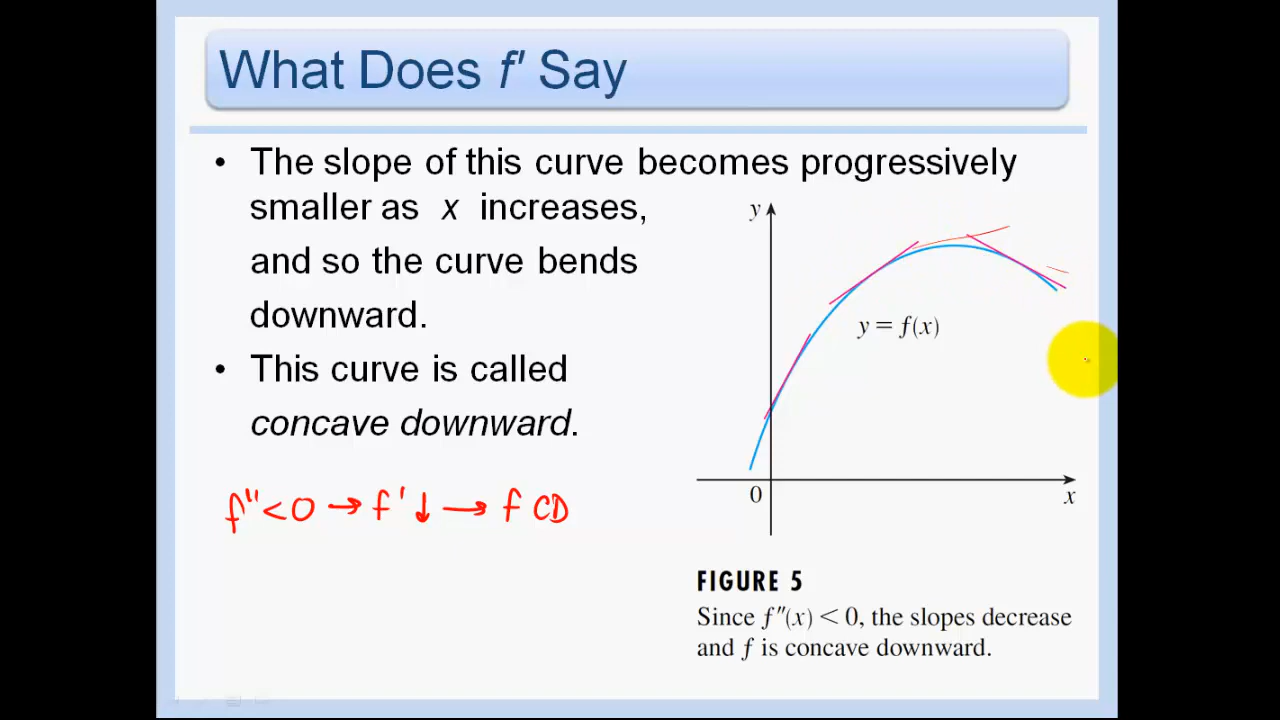 What Does f′ Say
• The slope of this curve becomes progressively
smaller as x increases,
and so the curve bends
downward.
• This curve is called
concave downward.
f″<0 → f′↓ → f CD
y
y = f(x)
0
x
FIGURE 5
Since f″(x) < 0, the slopes decrease
and f is concave downward.